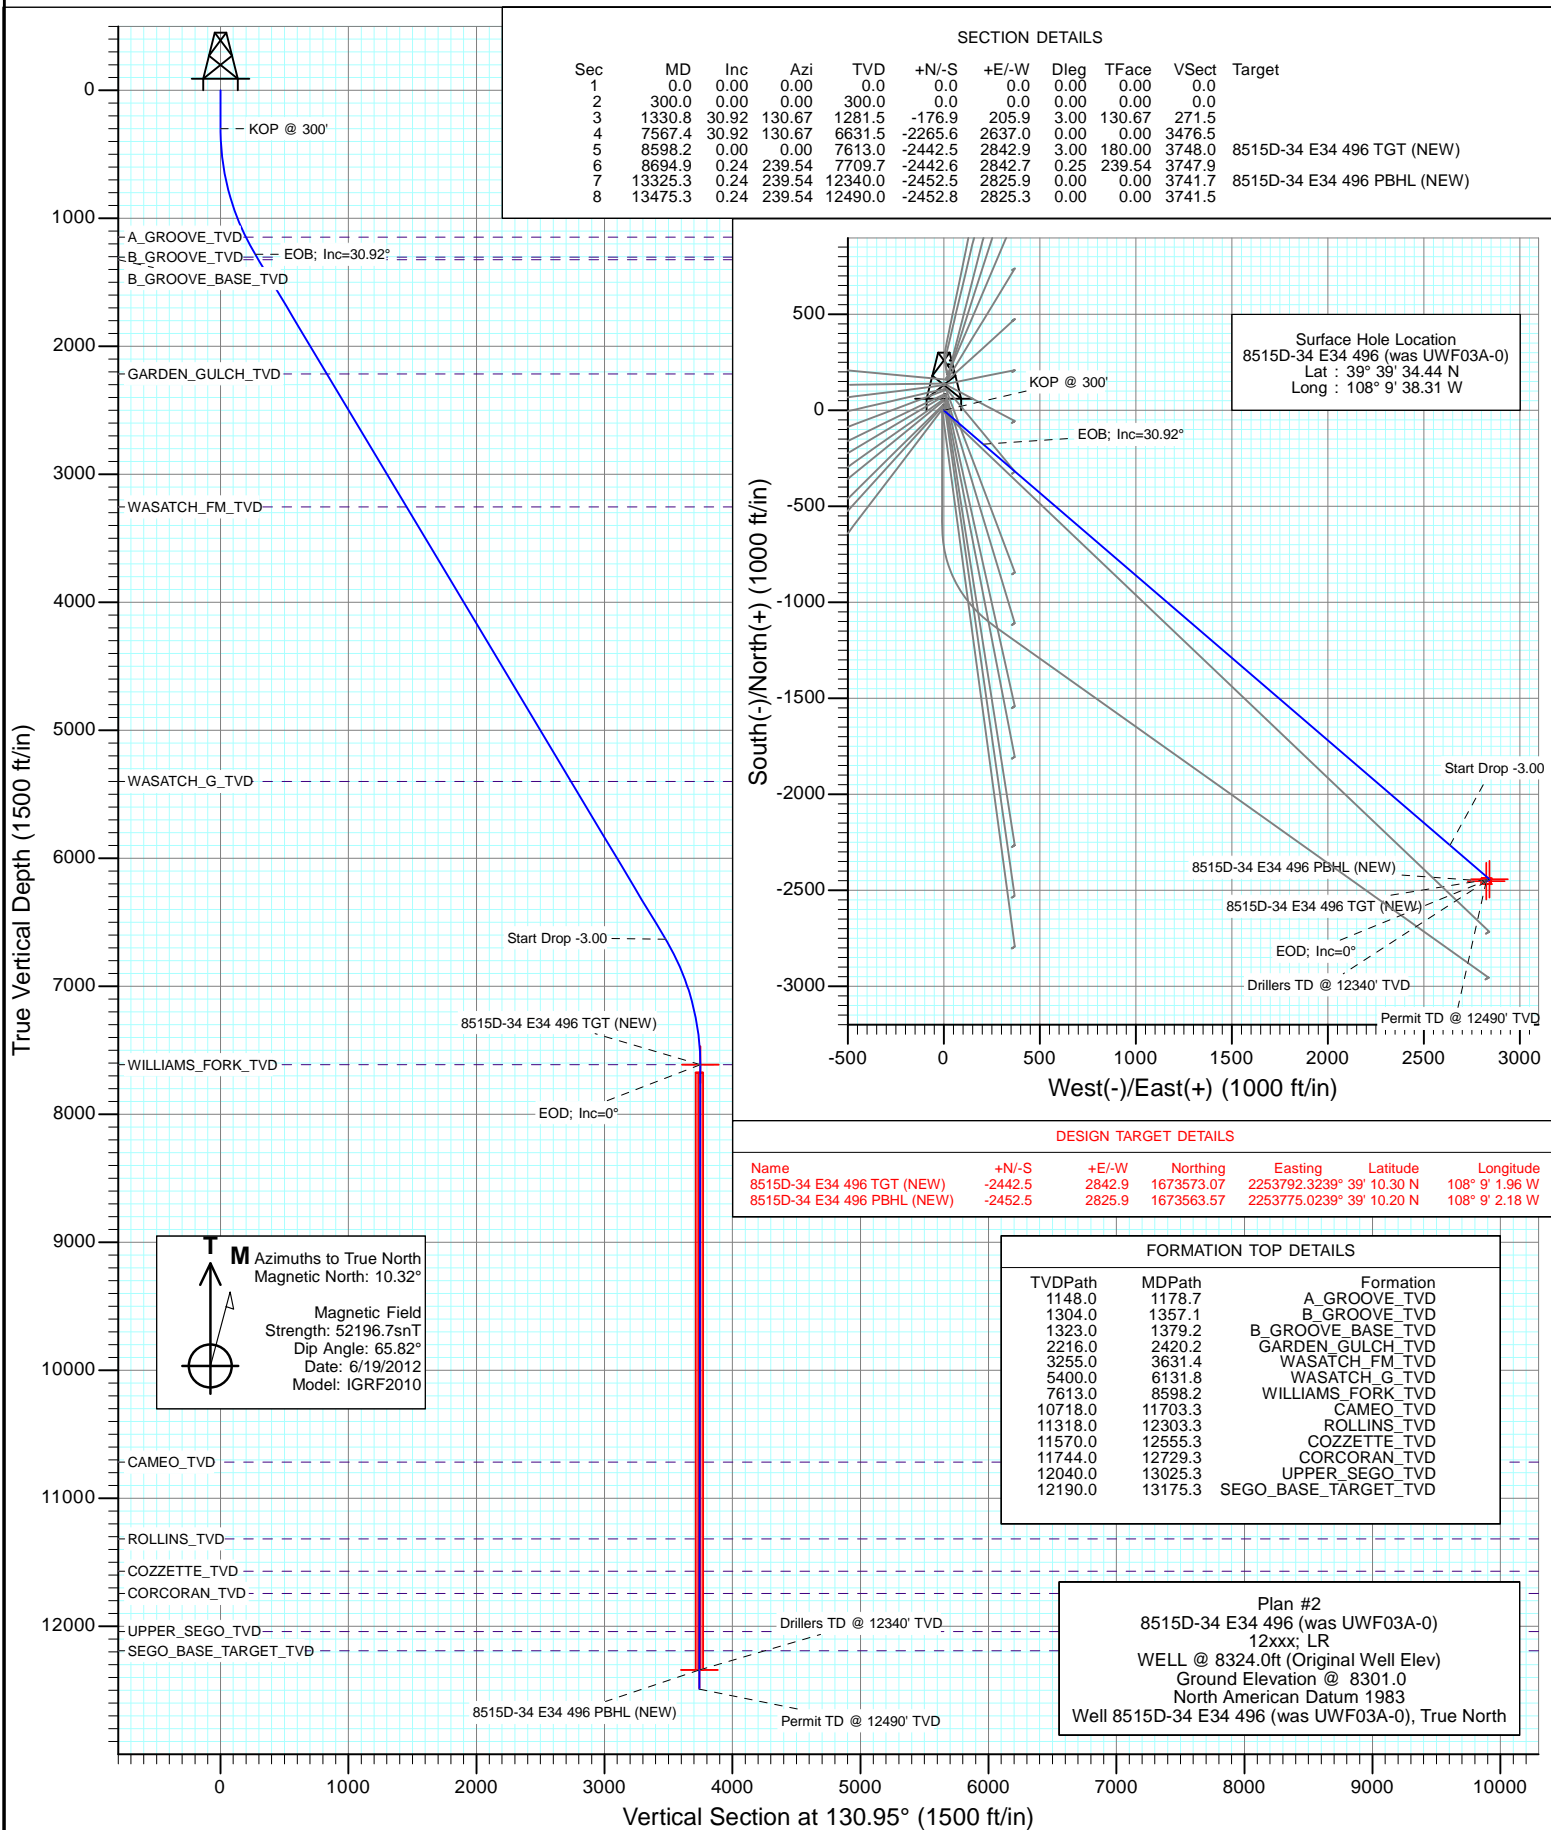 SECTION DETAILS
Sec MD Inc Azi TVD +N/-S +E/-W Dleg TFace VSect Target
1 0.0 0.00 0.00 0.0 0.0 0.0 0.00 0.00 0.0
2 300.0 0.00 0.00 300.0 0.0 0.0 0.00 0.00 0.0
3 1330.8 30.92 130.67 1281.5 -176.9 205.9 3.00 130.67 271.5
4 7567.4 30.92 130.67 6631.5 -2265.6 2637.0 0.00 0.00 3476.5
5 8598.2 0.00 0.00 7613.0 -2442.5 2842.9 3.00 180.00 3748.0 8515D-34 E34 496 TGT (NEW)
6 8694.9 0.24 239.54 7709.7 -2442.6 2842.7 0.25 239.54 3747.9
7 13325.3 0.24 239.54 12340.0 -2452.5 2825.9 0.00 0.00 3741.7 8515D-34 E34 496 PBHL (NEW)
8 13475.3 0.24 239.54 12490.0 -2452.8 2825.3 0.00 0.00 3741.5
True Vertical Depth (1500 ft/in)
0
1000
2000
3000
4000
5000
6000
7000
8000
9000
10000
11000
12000
KOP @ 300'
A_GROOVE_TVD
B_GROOVE_TVD
EOB; Inc=30.92°
B_GROOVE_BASE_TVD
GARDEN_GULCH_TVD
WASATCH_FM_TVD
WASATCH_G_TVD
Start Drop -3.00
8515D-34 E34 496 TGT (NEW)
WILLIAMS_FORK_TVD
EOD; Inc=0°
CAMEO_TVD
ROLLINS_TVD
COZZETTE_TVD
CORCORAN_TVD
UPPER_SEGO_TVD
SEGO_BASE_TARGET_TVD
Drillers TD @ 12340' TVD
8515D-34 E34 496 PBHL (NEW)
Permit TD @ 12490' TVD
0 1000 2000 3000 4000 5000 6000 7000 8000 9000 10000
Vertical Section at 130.95° (1500 ft/in)
South(-)/North(+) (1000 ft/in)
500
0
-500
-1000
-1500
-2000
-2500
-3000
Surface Hole Location
8515D-34 E34 496 (was UWF03A-0)
Lat : 39° 39' 34.44 N
Long : 108° 9' 38.31 W
KOP @ 300'
EOB; Inc=30.92°
Start Drop -3.00
8515D-34 E34 496 PBHL (NEW)
8515D-34 E34 496 TGT (NEW)
EOD; Inc=0°
Drillers TD @ 12340' TVD
Permit TD @ 12490' TVD
-500 0 500 1000 1500 2000 2500 3000
West(-)/East(+) (1000 ft/in)
DESIGN TARGET DETAILS
Name +N/-S +E/-W Northing Easting Latitude Longitude
8515D-34 E34 496 TGT (NEW) -2442.5 2842.9 1673573.07 2253792.3239° 39' 10.30 N 108° 9' 1.96 W
8515D-34 E34 496 PBHL (NEW) -2452.5 2825.9 1673563.57 2253775.0239° 39' 10.20 N 108° 9' 2.18 W
T
M
Azimuths to True North
Magnetic North: 10.32°
Magnetic Field
Strength: 52196.7snT
Dip Angle: 65.82°
Date: 6/19/2012
Model: IGRF2010
FORMATION TOP DETAILS
TVDPath MDPath Formation
1148.0 1178.7 A_GROOVE_TVD
1304.0 1357.1 B_GROOVE_TVD
1323.0 1379.2 B_GROOVE_BASE_TVD
2216.0 2420.2 GARDEN_GULCH_TVD
3255.0 3631.4 WASATCH_FM_TVD
5400.0 6131.8 WASATCH_G_TVD
7613.0 8598.2 WILLIAMS_FORK_TVD
10718.0 11703.3 CAMEO_TVD
11318.0 12303.3 ROLLINS_TVD
11570.0 12555.3 COZZETTE_TVD
11744.0 12729.3 CORCORAN_TVD
12040.0 13025.3 UPPER_SEGO_TVD
12190.0 13175.3 SEGO_BASE_TARGET_TVD
Plan #2
8515D-34 E34 496 (was UWF03A-0)
12xxx; LR
WELL @ 8324.0ft (Original Well Elev)
Ground Elevation @ 8301.0
North American Datum 1983
Well 8515D-34 E34 496 (was UWF03A-0), True North